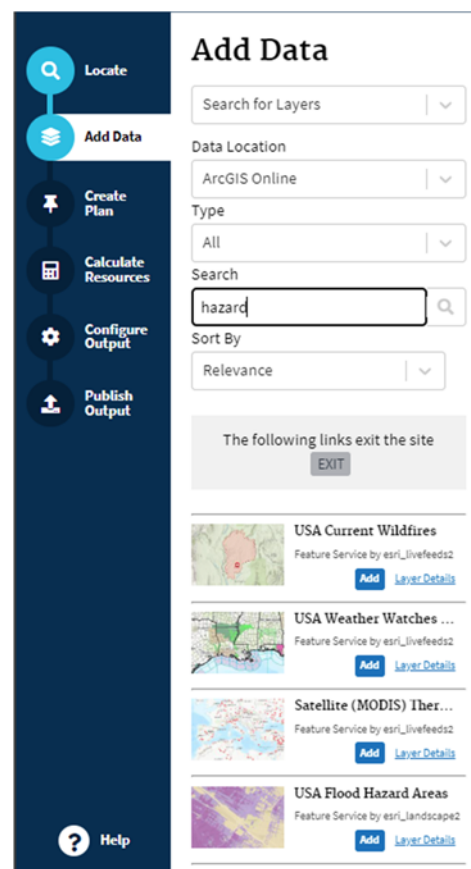 Locate
Add Data
Create
Plan
Calculate
Resources
Configure
Output
Publish
Output
Help
Add Data
Search for Layers
Data Location
ArcGIS Online
Type
All
Search
hazard
Sort By
Relevance
The following links exit the site
EXIT
USA Current Wildfires
Feature Service by esri_livefeeds2
Add Layer Details
USA Weather Watches ...
Feature Service by esri_livefeeds2
Add Layer Details
Satellite (MODIS) Ther...
Feature Service by esri_livefeeds2
Add Layer Details
USA Flood Hazard Areas
Feature Service by esri_landscape2
Add Layer Details